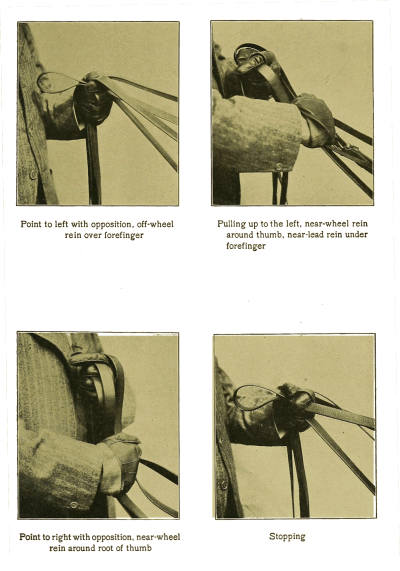 Point to left with opposition, off-wheel
rein over forefinger
Pulling up to the left, near-wheel rein
around thumb, near-lead rein under
forefinger
Point to right with opposition, near-wheel
rein around root of thumb
Stopping